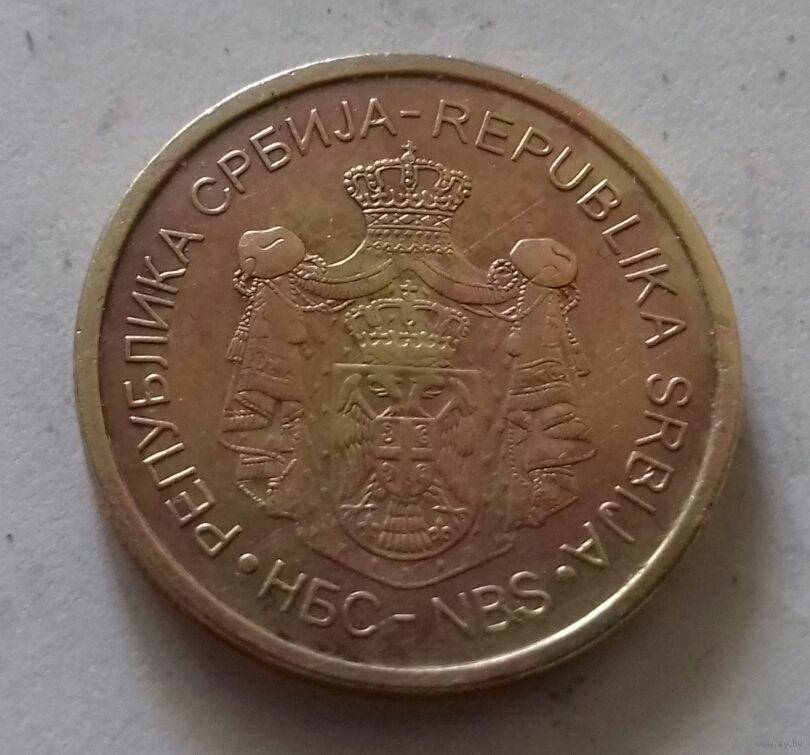 РЕПУБЛИКА СРБИЈА - REPUBLIKA SRBIJA
• НБС - NBS •